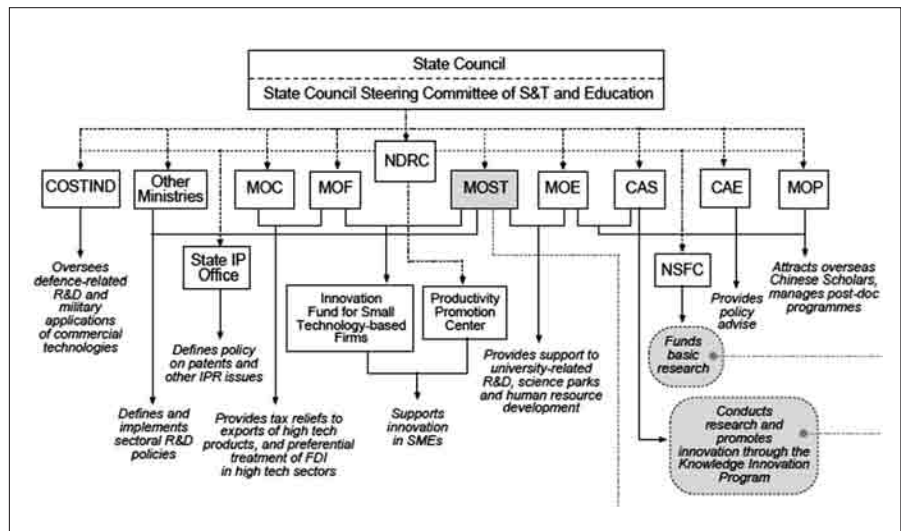 State Council
State Council Steering Committee of S&T and Education
COSTIND
Other
Ministries
MOC
MOF
NDRC
MOST
MOE
CAS
CAE
MOP
State IP
Office
NSFC
Innovation
Fund for Small
Technology-based
Firms
Productivity
Promotion
Center
Oversees
defence-related
R&D and
military
applications
of commercial
technologies
Defines policy
on patents and
other IPR issues
Defines and
implements
sectoral R&D
policies
Provides tax reliefs to
exports of high tech
products, and preferential
treatment of FDI
in high tech sectors
Supports
innovation
in SMEs
Provides support to
university-related
R&D, science parks
and human resource
development
Funds
basic
research
Provides
policy
advise
Attracts overseas
Chinese Scholars,
manages post-doc
programmes
Conducts
research and
promotes
innovation through the
Knowledge Innovation
Program